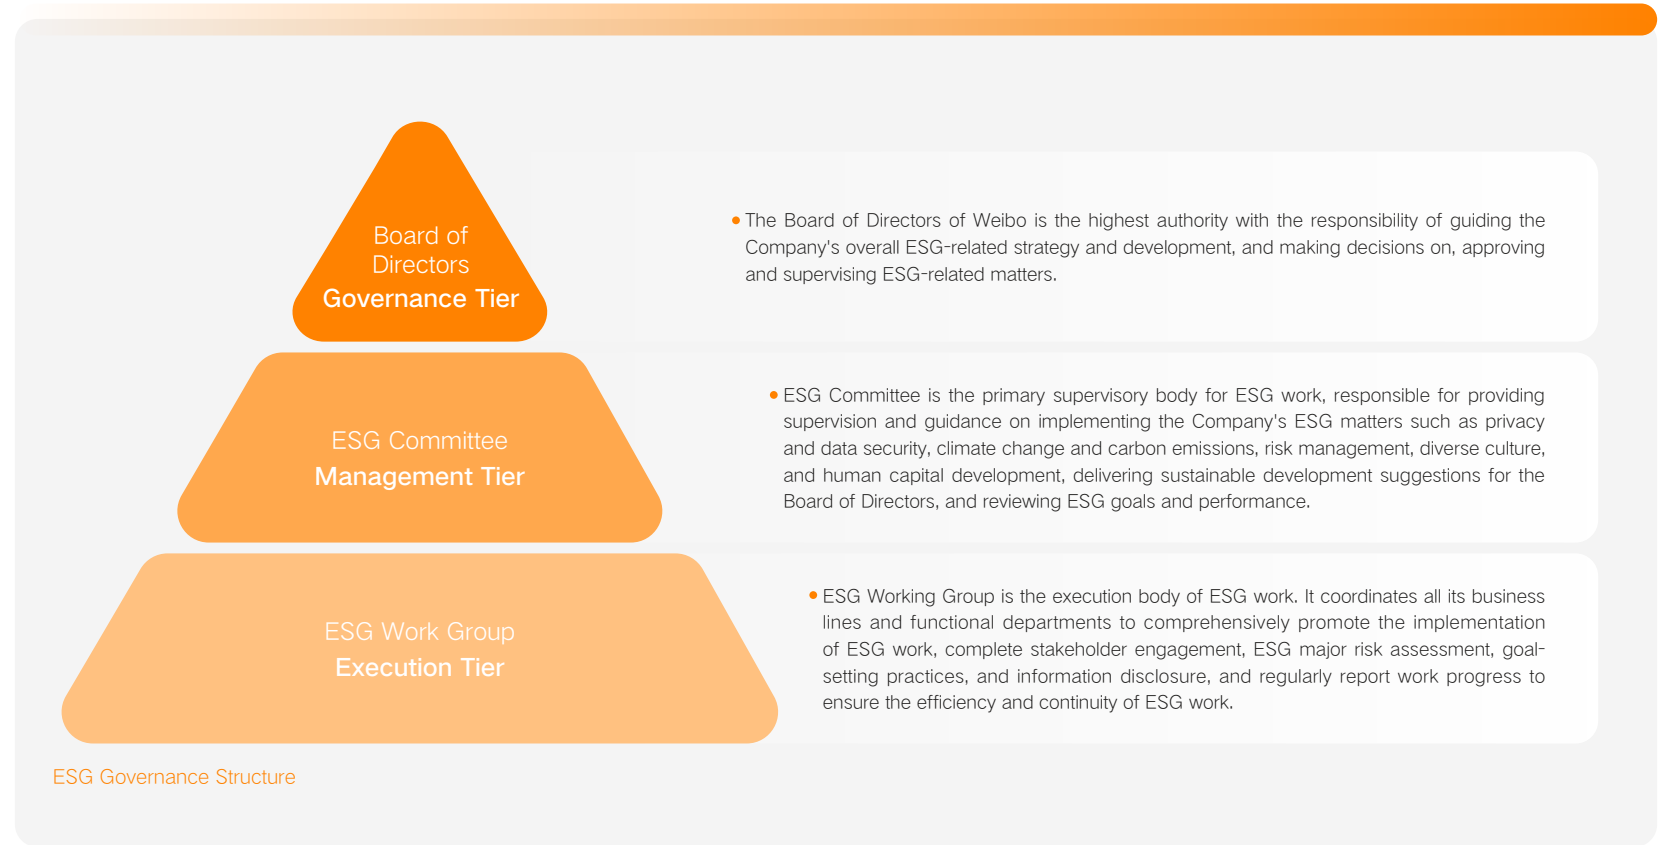 Board of
Directors
Governance Tier
The Board of Directors of Weibo is the highest authority with the responsibility of guiding the
Company's overall ESG-related strategy and development, and making decisions on, approving
and supervising ESG-related matters.
ESG Committee
Management Tier
ESG Committee is the primary supervisory body for ESG work, responsible for providing
supervision and guidance on implementing the Company's ESG matters such as privacy
and data security, climate change and carbon emissions, risk management, diverse culture,
and human capital development, delivering sustainable development suggestions for the
Board of Directors, and reviewing ESG goals and performance.
ESG Work Group
Execution Tier
ESG Working Group is the execution body of ESG work. It coordinates all its business
lines and functional departments to comprehensively promote the implementation
of ESG work, complete stakeholder engagement, ESG major risk assessment, goal-
setting practices, and information disclosure, and regularly report work progress to
ensure the efficiency and continuity of ESG work.
ESG Governance Structure